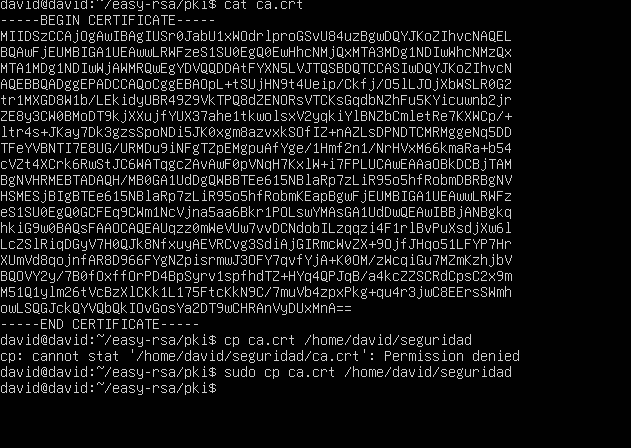 david@david:~/easy-rsa/pki$ cat ca.crt
-----BEGIN CERTIFICATE-----
MIIDSzCCAjOgAwIBAgIUSr0JabU1xWOdrlproGSvU84uzBgwDQYJKoZIhvcNAQEL
BQAwFjEUMBIGA1UEAwwLRWFzeS1SU0EgQ0EwHhcNMjQxMTA3MDg1NDIwWhcNMzQx
MTA1MDg1NDIwWjAWMRQwEgYDVQQDDAtFYXN5LVJTQSBDQTCCASIwDQYJKoZIhvcN
AQEBBQADggEPADCCAQoCggEBAOpL+tSUjHN9t4Ueip/Ckfj/O5lLJOjXbWSLR0G2
tr1MXGD8W1b/LEkidyUBR49Z9VkTPQ8dZENORsVTCKsGqdbNZhFu5KYicuwnb2jr
ZE8y3CW0BMoDT9kjXXujfYUX37ahe1tkwolsxV2yqkiYlBNZbCmletRe7KXWCp/+
ltr4s+JKay7Dk3gzsSpoNDi5JK0xgm8azvxkSOfIZ+nAZLsDPNDTCMRMggeNq5DD
TFeYVBNTI7E8UG/URMDu9iNFgTZpEMgpuAfYge/1Hmf2n1/NrHVxM66kmaRa+b54
cVZt4XCrk6RwStJC6WATqgcZAvAwF0pVNqH7KxlW+i7FPLUCAwEAAaOBkDCBjTAM
BgNVHRMEBTADAQH/MB0GA1UdDgQWBBTEe615NBlaRp7zLiR95o5hfRobmDBRBgNV
HSMESjBIgBTEe615NBlaRp7zLiR95o5hfRobmKEapBgwFjEUMBIGA1UEAwwLRWFz
eS1SU0EgQ0GCFEq9CWm1NcVjna5aa6Bkr1POLswYMAsGA1UdDwQEAwIBBjANBgkq
hkiG9w0BAQsFAAOCAQEAUqzz0mWeVUw7vvDCNdobILzqqzi4F1rlBvPuXsdjXw6l
LcZSlRiqDGyV7H0QJk8NfxuyAEVRCvg3SdiAjGIRmcWvZX+9OjfJHqo51LFYP7Hr
XUmVd8qojnfAR8D966FYgNZpisrmwJ3OFY7qvfYjA+K0OM/zWcqiGu7MZmKzhjbV
BQOVY2y/7B0fOxffOrPD4BpSyrv1spfhdTZ+HYq4QPJqB/a4kcZZSCRdCpsC2x9m
M51Q1ylm26tVcBzXlCKk1L175FtcKkN9C/7muVb4zpxPkg+qu4r3jwC8EErsSWmh
owLSQGJckQYVQbQkIOvGosYa2DT9wCHRAnVyDUxMnA==
-----END CERTIFICATE-----
david@david:~/easy-rsa/pki$ cp ca.crt /home/david/seguridad
cp: cannot stat '/home/david/seguridad/ca.crt': Permission denied
david@david:~/easy-rsa/pki$ sudo cp ca.crt /home/david/seguridad
david@david:~/easy-rsa/pki$